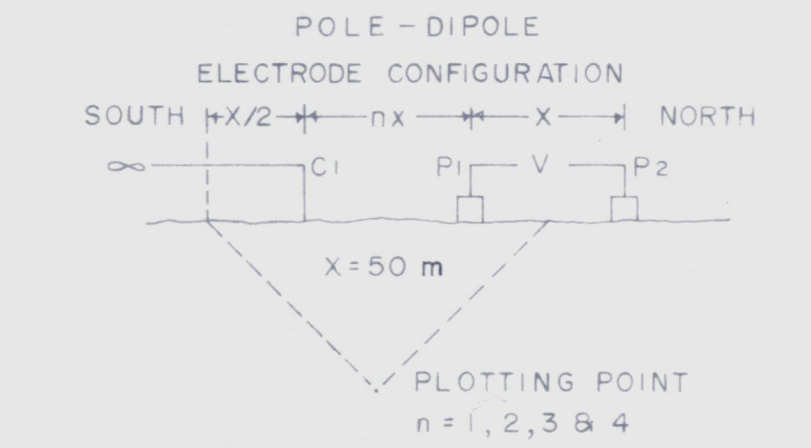 POLE - DIPOLE
ELECTRODE CONFIGURATION
SOUTH X/2 nx X NORTH
∞ C1 P1 V P2
X = 50 m
PLOTTING POINT
n = 1, 2, 3 & 4